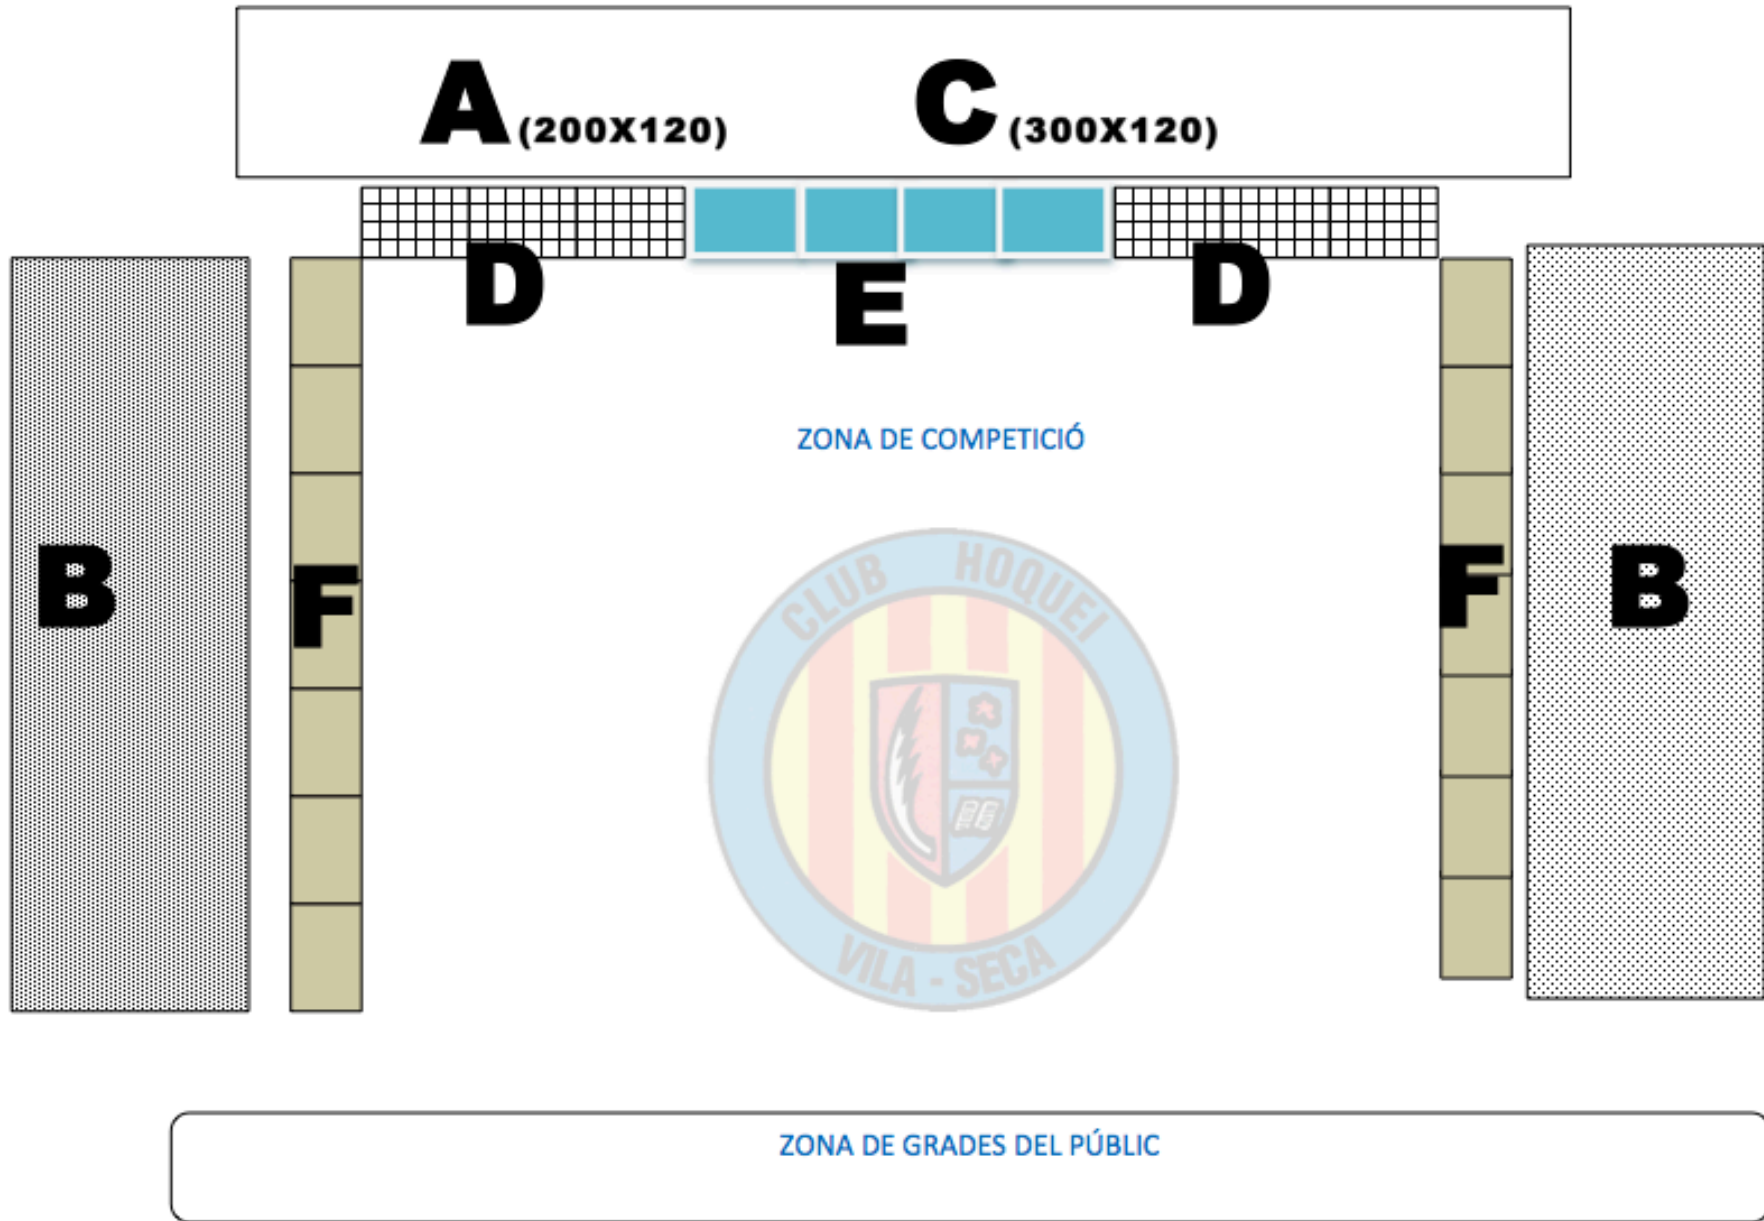 A (200X120) C (300X120)
D E D
ZONA DE COMPETICIÓ
B F F B
CLUB HOQUEI
VILA - SECA
ZONA DE GRADES DEL PÚBLIC